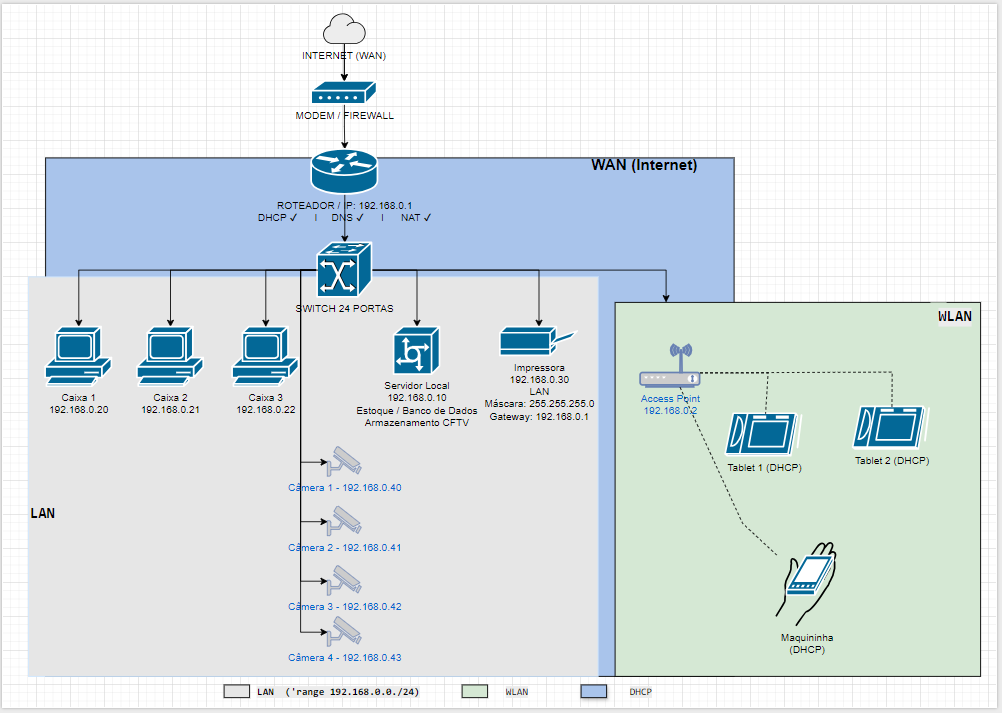 INTERNET (WAN)
MODEM / FIREWALL
WAN (Internet)
ROTEADOR / IP: 192.168.0.1
DHCP ✓ | DNS ✓ | NAT ✓
SWITCH 24 PORTAS
WLAN
Caixa 1
192.168.0.20
Caixa 2
192.168.0.21
Caixa 3
192.168.0.22
Servidor Local
192.168.0.10
Estoque / Banco de Dados
Armazenamento CFTV
Impressora
192.168.0.30
LAN
Máscara: 255.255.255.0
Gateway: 192.168.0.1
Access Point
192.168.0.2
Tablet 1 (DHCP)
Tablet 2 (DHCP)
Câmera 1 - 192.168.0.40
LAN
Câmera 2 - 192.168.0.41
Câmera 3 - 192.168.0.42
Câmera 4 - 192.168.0.43
Maquininha
(DHCP)
LAN ('range 192.168.0.0./24)
WLAN
DHCP